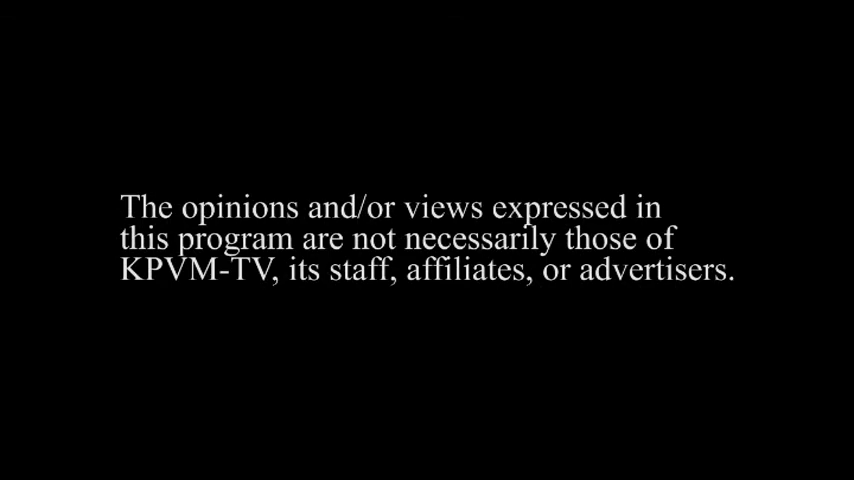 The opinions and/or views expressed in
this program are not necessarily those of
KPVM-TV, its staff, affiliates, or advertisers.